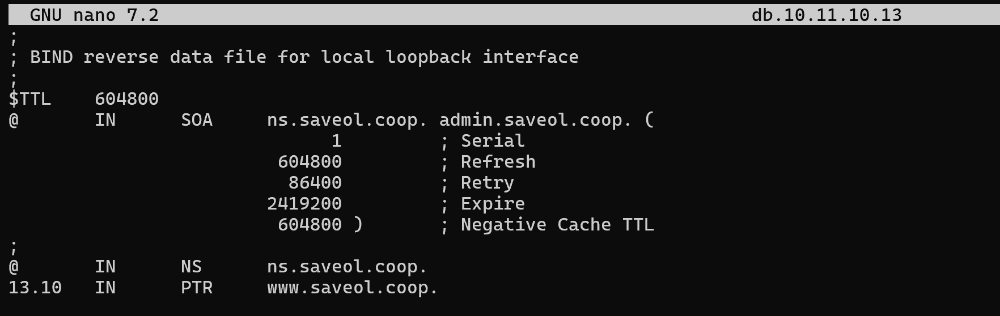 GNU nano 7.2 db.10.11.10.13
;
; BIND reverse data file for local loopback interface
;
$TTL 604800
@ IN SOA ns.saveol.coop. admin.saveol.coop. (
1 ; Serial
604800 ; Refresh
86400 ; Retry
2419200 ; Expire
604800 ) ; Negative Cache TTL
;
@ IN NS ns.saveol.coop.
13.10 IN PTR www.saveol.coop.